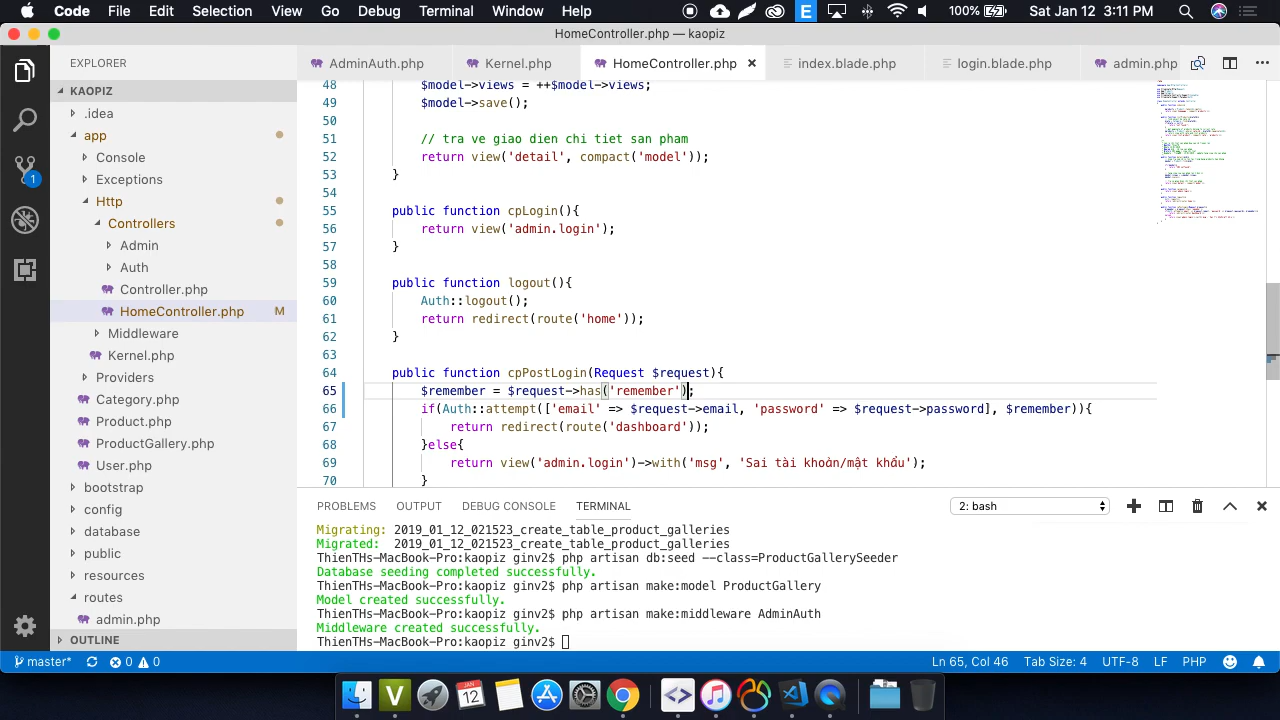 Code File Edit Selection View Go Debug Terminal Window Help 100% Sat Jan 12 3:11 PM
HomeController.php — kaopiz
EXPLORER
AdminAuth.php Kernel.php HomeController.php index.blade.php login.blade.php admin.php
KAOPIZ
.idea
app
Console
Exceptions
Http
Controllers
Admin
Auth
Controller.php
HomeController.php M
Middleware
Kernel.php
Providers
Category.php
Product.php
ProductGallery.php
User.php
bootstrap
config
database
public
resources
routes
admin.php
OUTLINE
48 $model->views = ++$model->views;
49 $model->save();
50
51 // tra ve giao dien chi tiet san pham
52 return view('detail', compact('model'));
53 }
54
55 public function cpLogin(){
56 return view('admin.login');
57 }
58
59 public function logout(){
60 Auth::logout();
61 return redirect(route('home'));
62 }
63
64 public function cpPostLogin(Request $request){
65 $remember = $request->has('remember');
66 if(Auth::attempt(['email' => $request->email, 'password' => $request->password], $remember)){
67 return redirect(route('dashboard'));
68 }else{
69 return view('admin.login')->with('msg', 'Sai tài khoản/mật khẩu');
70 }
PROBLEMS OUTPUT DEBUG CONSOLE TERMINAL 2: bash
Migrating: 2019_01_12_021523_create_table_product_galleries
Migrated: 2019_01_12_021523_create_table_product_galleries
ThienTHs-MacBook-Pro:kaopiz ginv2$ php artisan db:seed --class=ProductGallerySeeder
Database seeding completed successfully.
ThienTHs-MacBook-Pro:kaopiz ginv2$ php artisan make:model ProductGallery
Model created successfully.
ThienTHs-MacBook-Pro:kaopiz ginv2$ php artisan make:middleware AdminAuth
Middleware created successfully.
ThienTHs-MacBook-Pro:kaopiz ginv2$
master* 0 0 Ln 65, Col 46 Tab Size: 4 UTF-8 LF PHP